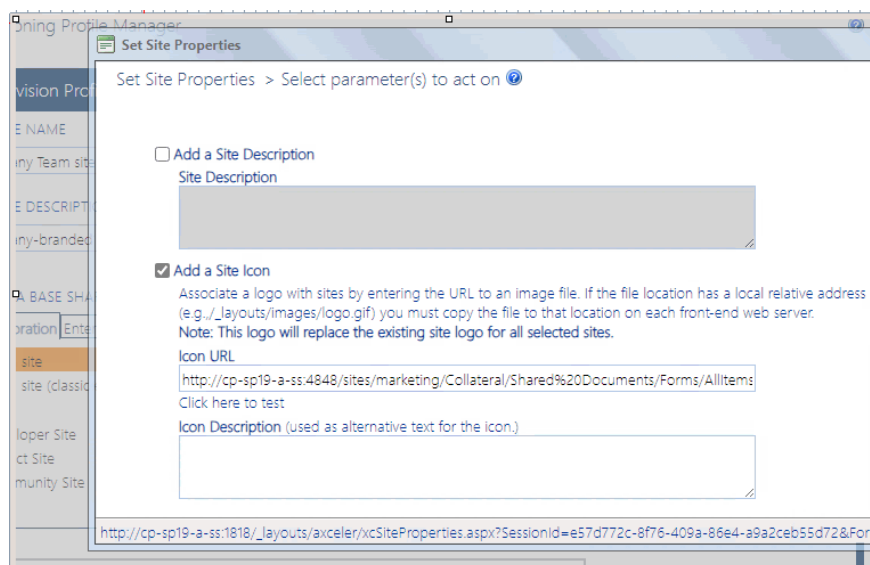 oning Profile Manager
Set Site Properties
Set Site Properties > Select parameter(s) to act on
vision Prof
E NAME
Add a Site Description
any Team site
Site Description
E DESCRIPT
any-branded
Add a Site Icon
Associate a logo with sites by entering the URL to an image file. If the file location has a local relative address
A BASE SHA
(e.g.,/_layouts/images/logo.gif) you must copy the file to that location on each front-end web server.
oration Ente
Note: This logo will replace the existing site logo for all selected sites.
Icon URL
site
http://cp-sp19-a-ss:4848/sites/marketing/Collateral/Shared%20Documents/Forms/AllItems
site (classic
Click here to test
Icon Description (used as alternative text for the icon.)
loper Site
ct Site
munity Site
http://cp-sp19-a-ss:1818/_layouts/axceler/xcSiteProperties.aspx?SessionId=e57d772c-8f76-409a-86e4-a9a2ceb55d72&For